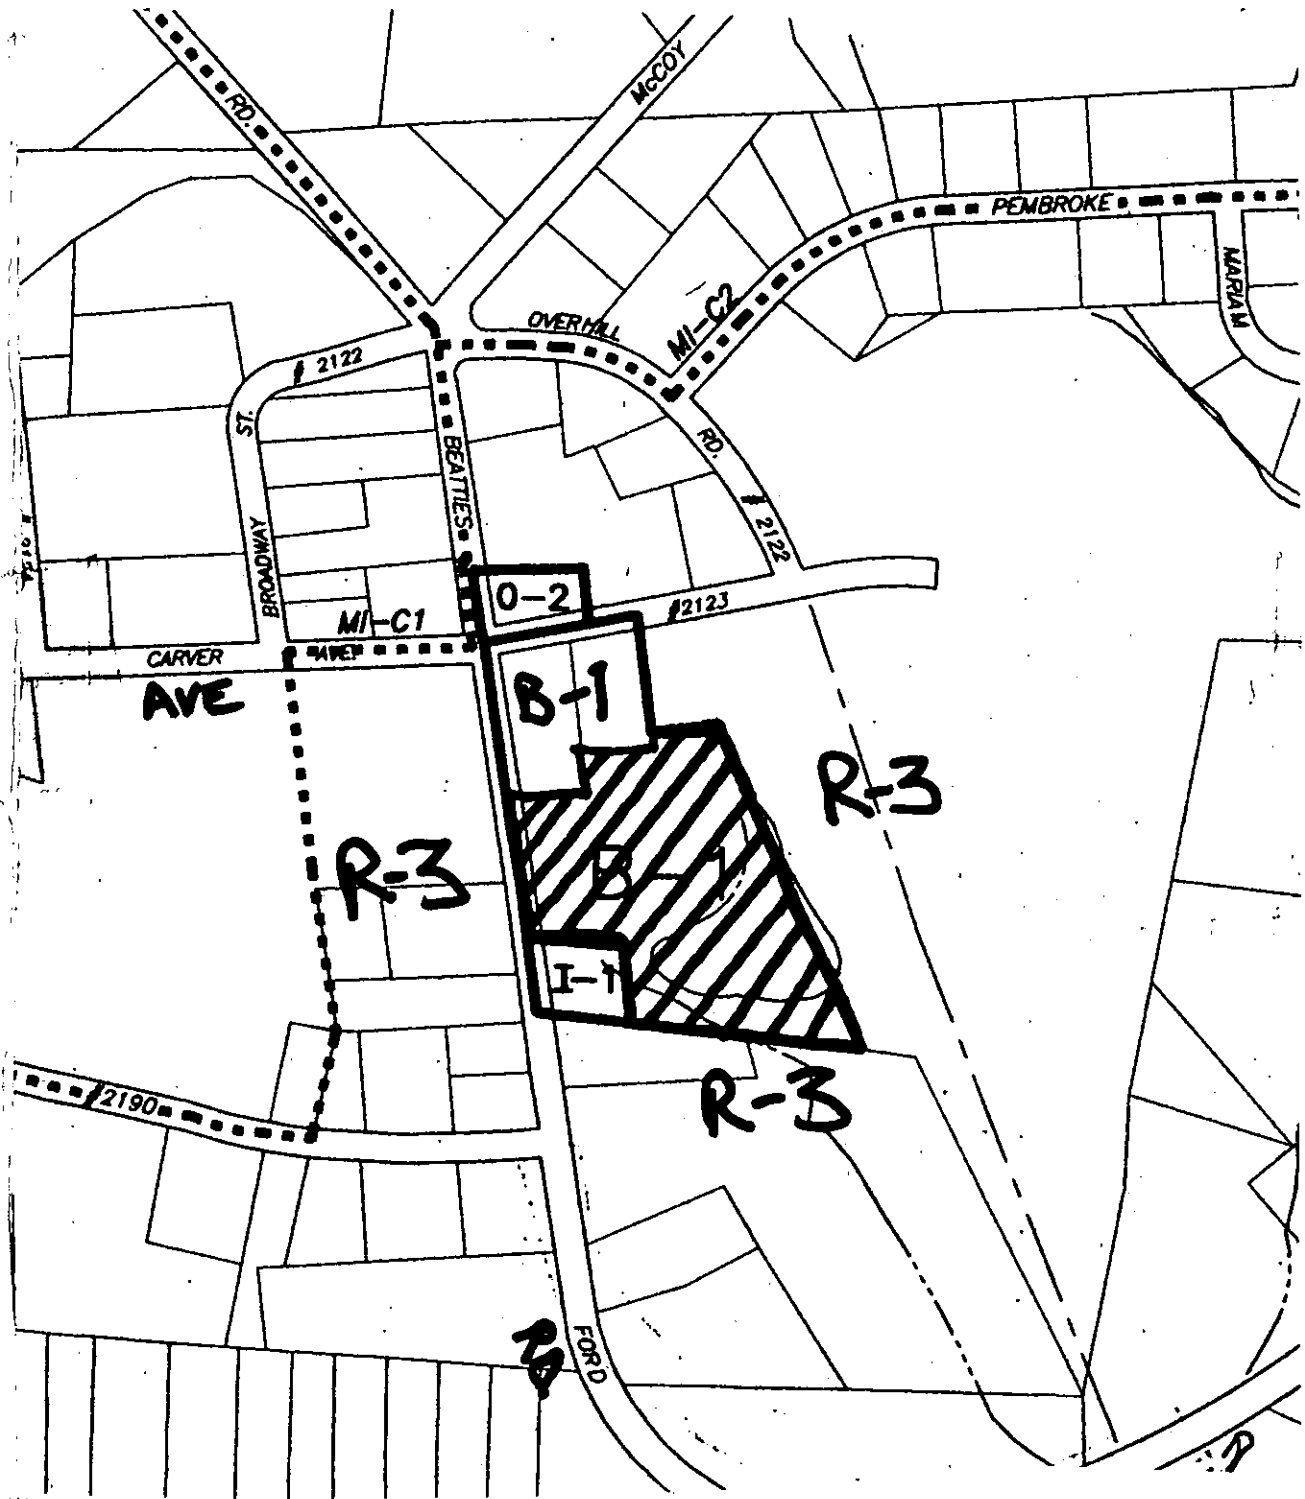 RD.
McCOY
PEMBROKE
MARIAM
MI-C2
OVERHILL
# 2122
ST.
RD.
BEATTIES
# 2122
BROADWAY
O-2
#2123
MI-C1
CARVER
AVE.
AVE
B-1
R-3
R-3
B-1
I-1
R-3
#2190
FORD
RD